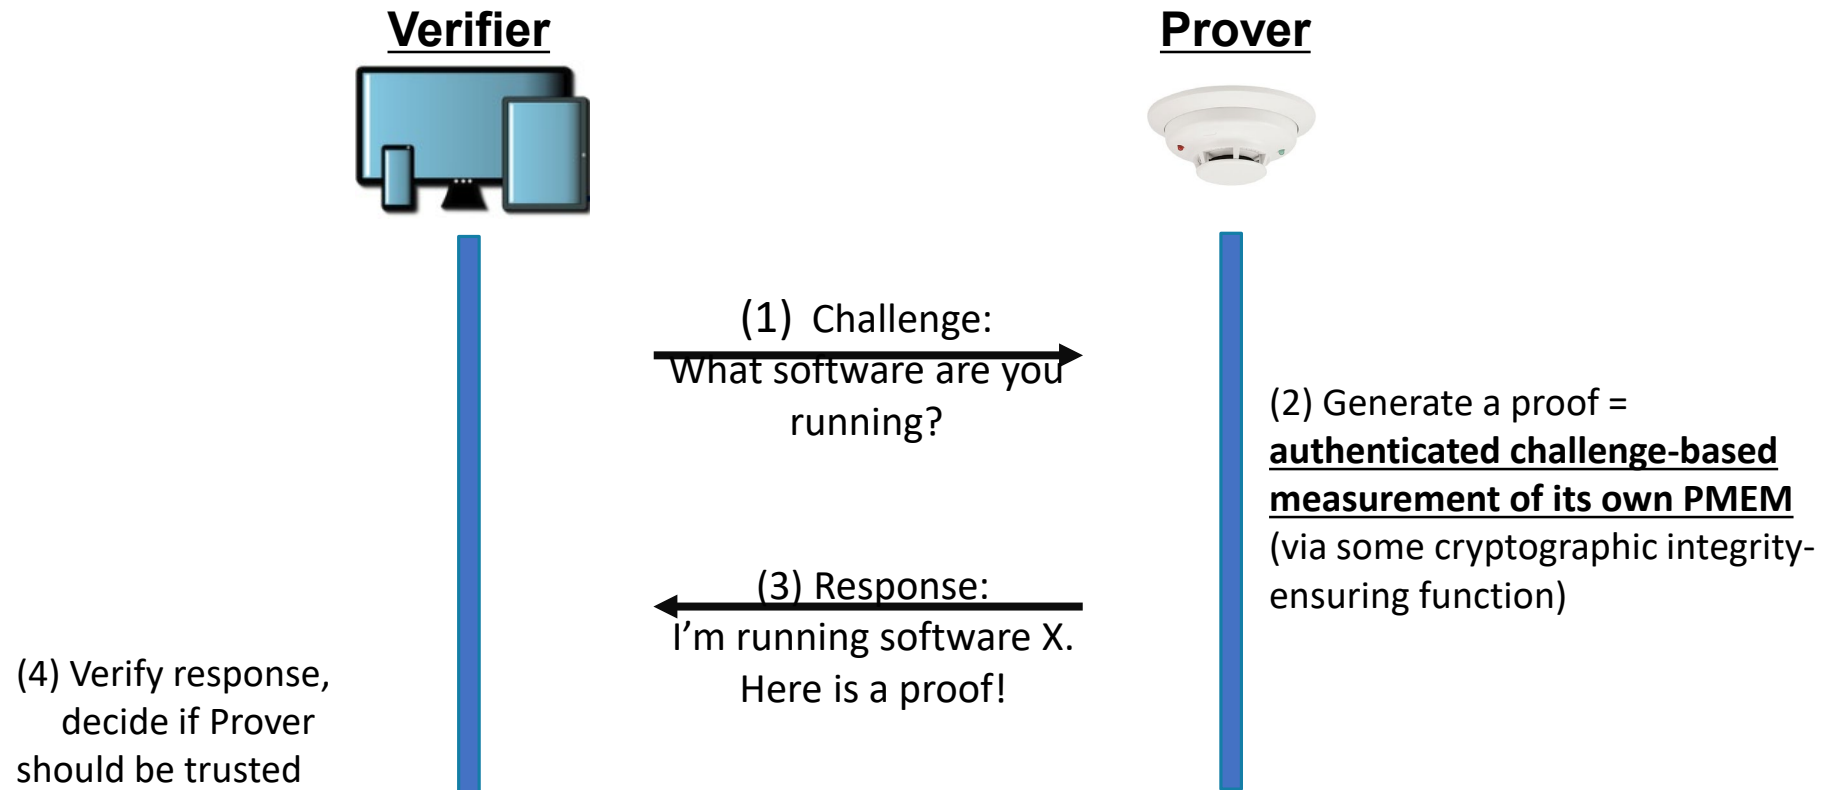 Verifier
Prover
(1) Challenge:
What software are you
running?
(2) Generate a proof =
authenticated challenge-based
measurement of its own PMEM
(via some cryptographic integrity-
ensuring function)
(3) Response:
I’m running software X.
Here is a proof!
(4) Verify response,
decide if Prover
should be trusted